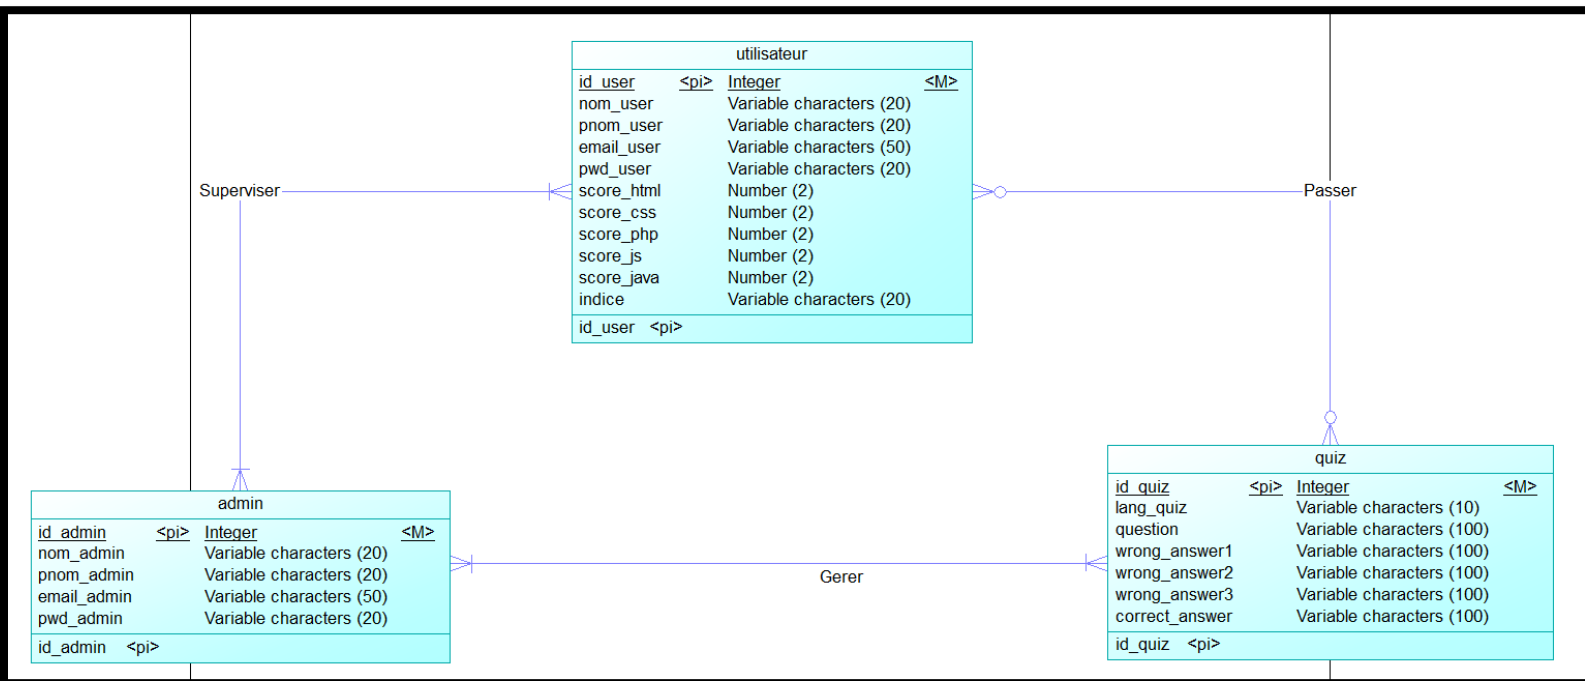 utilisateur
id_user <pi> Integer <M>
nom_user Variable characters (20)
pnom_user Variable characters (20)
email_user Variable characters (50)
pwd_user Variable characters (20)
score_html Number (2)
score_css Number (2)
score_php Number (2)
score_js Number (2)
score_java Number (2)
indice Variable characters (20)
id_user <pi>
Superviser
Passer
admin
id_admin <pi> Integer <M>
nom_admin Variable characters (20)
pnom_admin Variable characters (20)
email_admin Variable characters (50)
pwd_admin Variable characters (20)
id_admin <pi>
Gerer
quiz
id_quiz <pi> Integer <M>
lang_quiz Variable characters (10)
question Variable characters (100)
wrong_answer1 Variable characters (100)
wrong_answer2 Variable characters (100)
wrong_answer3 Variable characters (100)
correct_answer Variable characters (100)
id_quiz <pi>